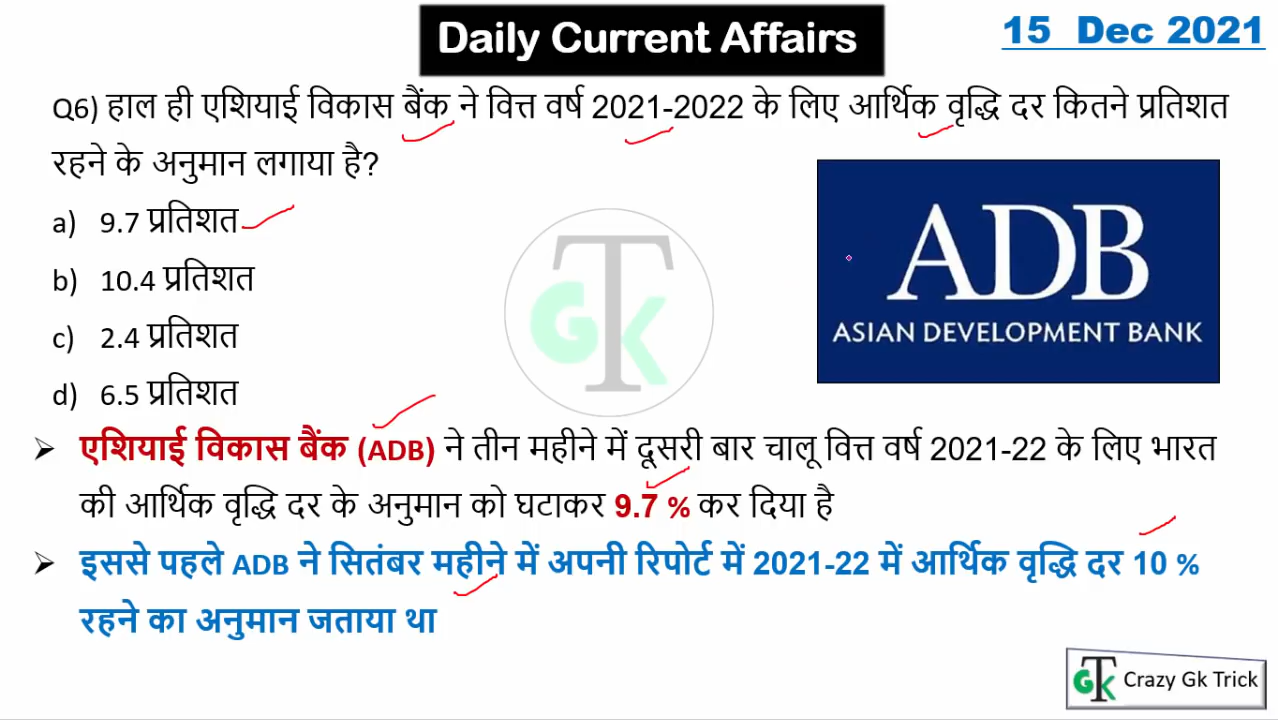 Daily Current Affairs
15 Dec 2021
Q6) हाल ही एशियाई विकास बैंक ने वित्त वर्ष 2021-2022 के लिए आर्थिक वृद्धि दर कितने प्रतिशत
रहने के अनुमान लगाया है?
a) 9.7 प्रतिशत
b) 10.4 प्रतिशत
c) 2.4 प्रतिशत
d) 6.5 प्रतिशत
ADB
ASIAN DEVELOPMENT BANK
GTK
➢ एशियाई विकास बैंक (ADB) ने तीन महीने में दूसरी बार चालू वित्त वर्ष 2021-22 के लिए भारत
की आर्थिक वृद्धि दर के अनुमान को घटाकर 9.7 % कर दिया है
➢ इससे पहले ADB ने सितंबर महीने में अपनी रिपोर्ट में 2021-22 में आर्थिक वृद्धि दर 10 %
रहने का अनुमान जताया था
GTK Crazy Gk Trick